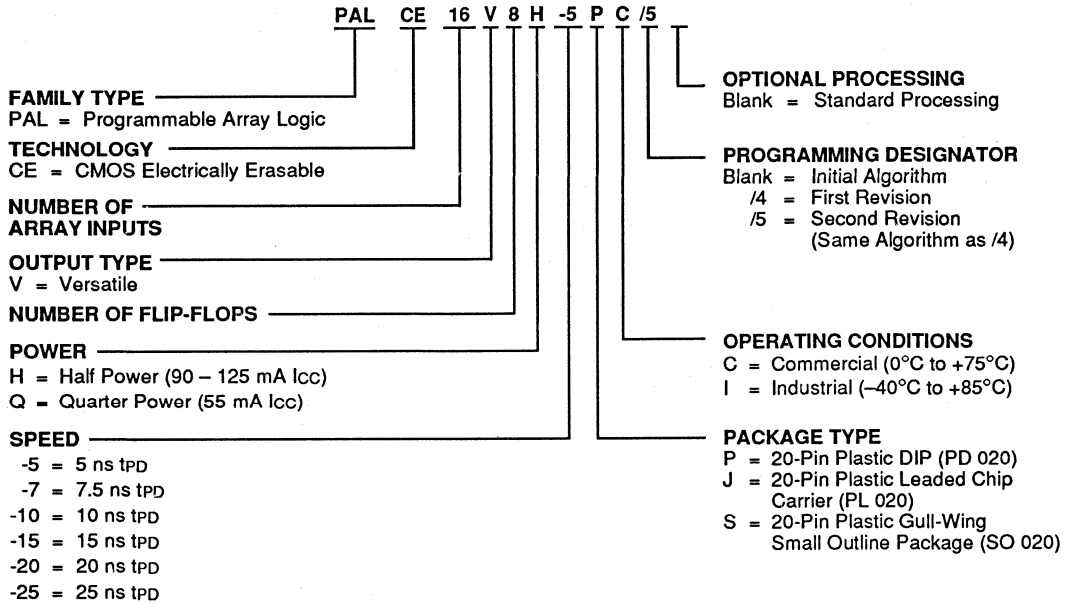 PAL CE 16 V 8 H -5 P C /5
FAMILY TYPE
PAL = Programmable Array Logic
TECHNOLOGY
CE = CMOS Electrically Erasable
NUMBER OF
ARRAY INPUTS
OUTPUT TYPE
V = Versatile
NUMBER OF FLIP-FLOPS
POWER
H = Half Power (90 – 125 mA ICC)
Q = Quarter Power (55 mA ICC)
SPEED
-5 = 5 ns tPD
-7 = 7.5 ns tPD
-10 = 10 ns tPD
-15 = 15 ns tPD
-20 = 20 ns tPD
-25 = 25 ns tPD
OPTIONAL PROCESSING
Blank = Standard Processing
PROGRAMMING DESIGNATOR
Blank = Initial Algorithm
/4 = First Revision
/5 = Second Revision
(Same Algorithm as /4)
OPERATING CONDITIONS
C = Commercial (0°C to +75°C)
I = Industrial (–40°C to +85°C)
PACKAGE TYPE
P = 20-Pin Plastic DIP (PD 020)
J = 20-Pin Plastic Leaded Chip
Carrier (PL 020)
S = 20-Pin Plastic Gull-Wing
Small Outline Package (SO 020)